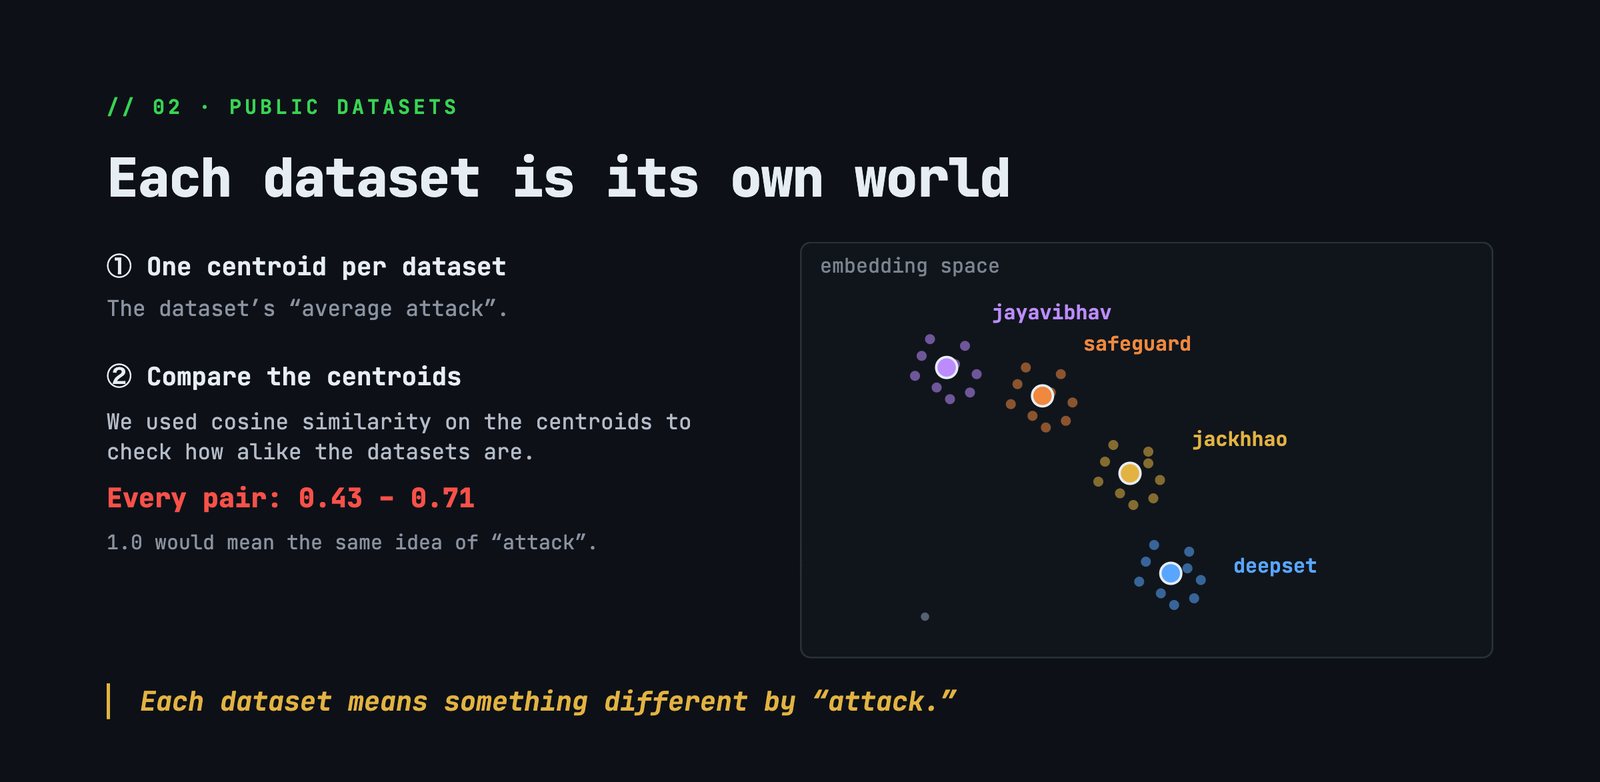 // 02 · PUBLIC DATASETS
Each dataset is its own world
① One centroid per dataset
The dataset’s “average attack”.
② Compare the centroids
We used cosine similarity on the centroids to
check how alike the datasets are.
Every pair: 0.43 – 0.71
1.0 would mean the same idea of “attack”.
embedding space
jayavibhav
safeguard
jackhhao
deepset
Each dataset means something different by “attack.”